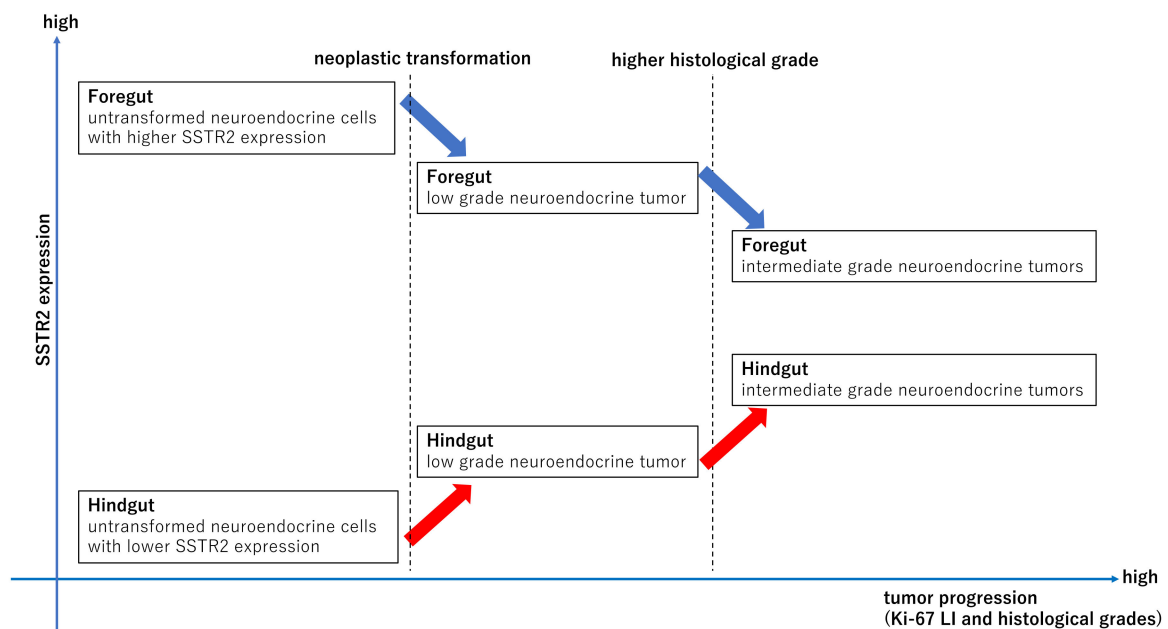 high
neoplastic transformation
higher histological grade
Foregut
untransformed neuroendocrine cells
with higher SSTR2 expression
Foregut
low grade neuroendocrine tumor
Foregut
intermediate grade neuroendocrine tumors
SSTR2 expression
Hindgut
intermediate grade neuroendocrine tumors
Hindgut
low grade neuroendocrine tumor
Hindgut
untransformed neuroendocrine cells
with lower SSTR2 expression
high
tumor progression
(Ki-67 LI and histological grades)